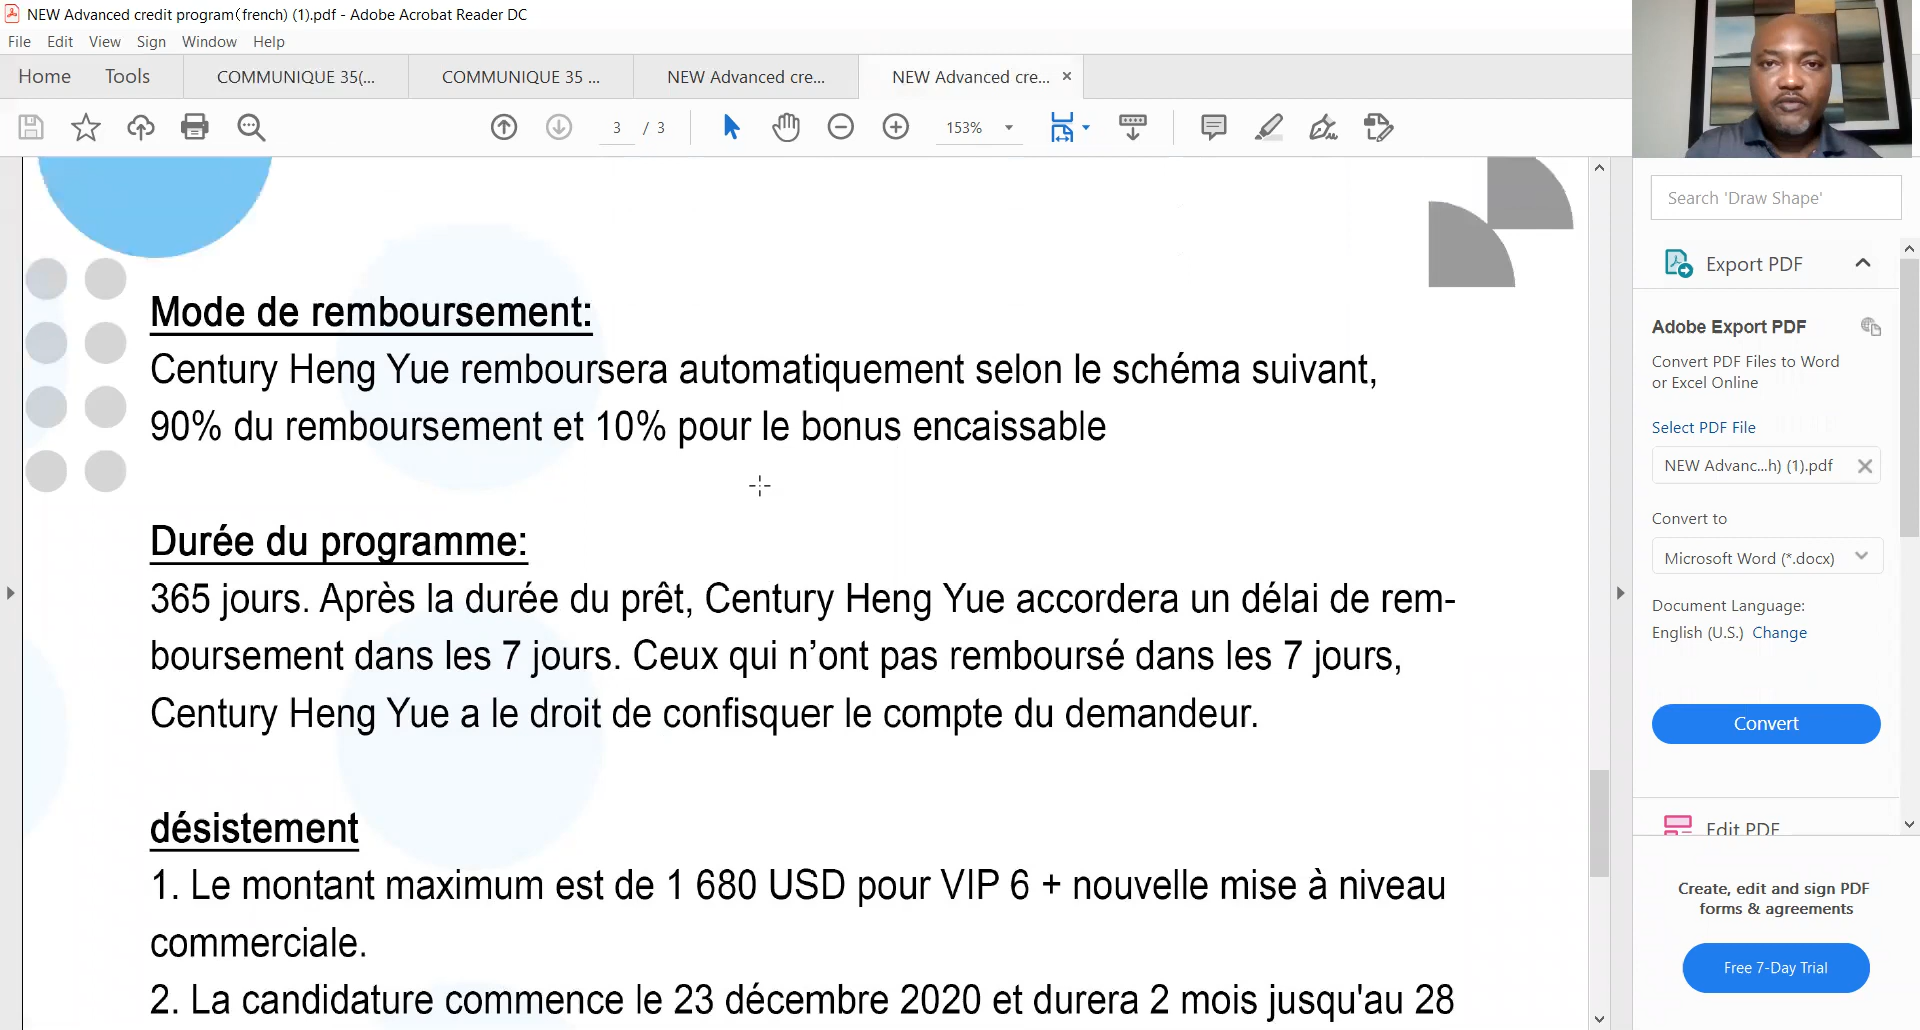 NEW Advanced credit program(french) (1).pdf - Adobe Acrobat Reader DC
File Edit View Sign Window Help
Home Tools COMMUNIQUE 35(... COMMUNIQUE 35 ... NEW Advanced cre... NEW Advanced cre... ×
3 / 3 153%
Search 'Draw Shape'
Export PDF
Adobe Export PDF
Convert PDF Files to Word
or Excel Online
Select PDF File
NEW Advanc...h) (1).pdf
Convert to
Microsoft Word (*.docx)
Document Language:
English (U.S.) Change
Convert
Edit PDF
Create, edit and sign PDF
forms & agreements
Free 7-Day Trial
Mode de remboursement:
Century Heng Yue remboursera automatiquement selon le schéma suivant,
90% du remboursement et 10% pour le bonus encaissable
Durée du programme:
365 jours. Après la durée du prêt, Century Heng Yue accordera un délai de rem-
boursement dans les 7 jours. Ceux qui n’ont pas remboursé dans les 7 jours,
Century Heng Yue a le droit de confisquer le compte du demandeur.
désistement
1. Le montant maximum est de 1 680 USD pour VIP 6 + nouvelle mise à niveau
commerciale.
2. La candidature commence le 23 décembre 2020 et durera 2 mois jusqu'au 28